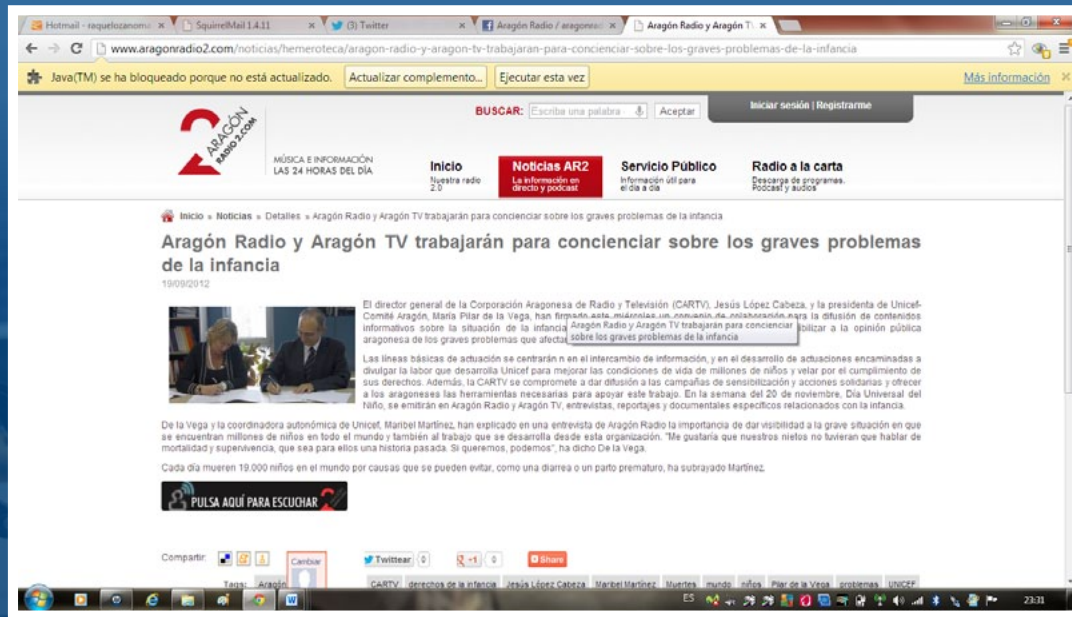 Hotmail - raquelozanoma
SquirrelMail 1.4.11
(3) Twitter
Aragón Radio / aragonrad
Aragón Radio y Aragón T
www.aragonradio2.com/noticias/hemeroteca/aragon-radio-y-aragon-tv-trabajaran-para-concienciar-sobre-los-graves-problemas-de-la-infancia
Java(TM) se ha bloqueado porque no está actualizado.
Actualizar complemento...
Ejecutar esta vez
Más información
ARAGÓN
RADIO 2.COM
MÚSICA E INFORMACIÓN
LAS 24 HORAS DEL DÍA
BUSCAR: Escriba una palabra
Aceptar
Iniciar sesión | Registrarme
Inicio
Nuestra radio
2.0
Noticias AR2
La información en
directo y podcast
Servicio Público
Información útil para
el día a día
Radio a la carta
Descarga de programas.
Podcast y audios
Inicio » Noticias » Detalles » Aragón Radio y Aragón TV trabajarán para concienciar sobre los graves problemas de la infancia
Aragón Radio y Aragón TV trabajarán para concienciar sobre los graves problemas
de la infancia
19/09/2012
El director general de la Corporación Aragonesa de Radio y Televisión (CARTV), Jesús López Cabeza, y la presidenta de Unicef-
Comité Aragón, María Pilar de la Vega, han firmado este miércoles un convenio de colaboración para la difusión de contenidos
informativos sobre la situación de la infancia
ibilizar a la opinión pública
aragonesa de los graves problemas que afecta
Aragón Radio y Aragón TV trabajarán para concienciar
sobre los graves problemas de la infancia
Las líneas básicas de actuación se centrarán n en el intercambio de información, y en el desarrollo de actuaciones encaminadas a
divulgar la labor que desarrolla Unicef para mejorar las condiciones de vida de millones de niños y velar por el cumplimiento de
sus derechos. Además, la CARTV se compromete a dar difusión a las campañas de sensibilización y acciones solidarias y ofrecer
a los aragoneses las herramientas necesarias para apoyar este trabajo. En la semana del 20 de noviembre, Día Universal del
Niño, se emitirán en Aragón Radio y Aragón TV, entrevistas, reportajes y documentales específicos relacionados con la infancia.
De la Vega y la coordinadora autonómica de Unicef, Maribel Martínez, han explicado en una entrevista de Aragón Radio la importancia de dar visibilidad a la grave situación en que
se encuentran millones de niños en todo el mundo y también al trabajo que se desarrolla desde esta organización. "Me gustaría que nuestros nietos no tuvieran que hablar de
mortalidad y supervivencia, que sea para ellos una historia pasada. Si queremos, podemos", ha dicho De la Vega.
Cada día mueren 19.000 niños en el mundo por causas que se pueden evitar, como una diarrea o un parto prematuro, ha subrayado Martínez.
PULSA AQUÍ PARA ESCUCHAR
Compartir:
Cambiar
Twittear 0
+1 0
Share
Tags: Aragón
CARTV derechos de la infancia Jesús López Cabeza Maribel Martínez Muertes mundo niños Pilar de la Vega problemas UNICEF
ES
23:31